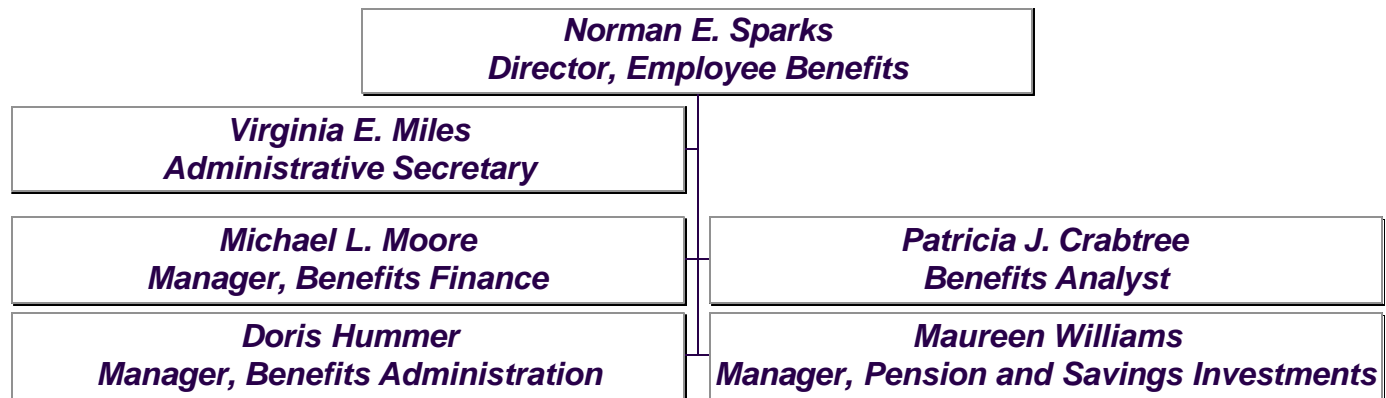 Norman E. Sparks
Director, Employee Benefits
Virginia E. Miles
Administrative Secretary
Michael L. Moore
Manager, Benefits Finance
Patricia J. Crabtree
Benefits Analyst
Doris Hummer
Manager, Benefits Administration
Maureen Williams
Manager, Pension and Savings Investments